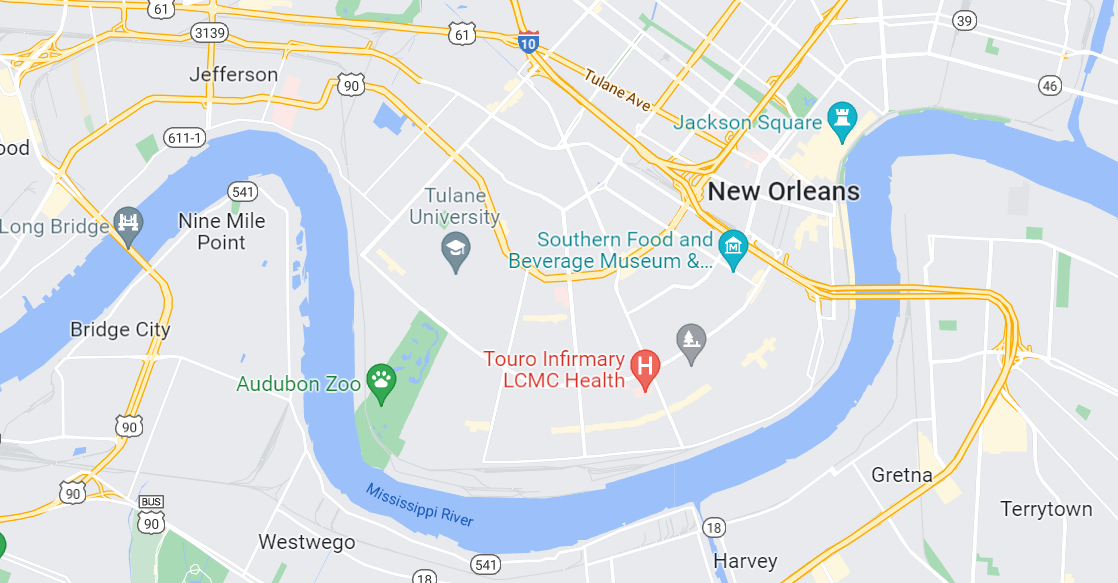 61
39
3139
61
10
Jefferson
Tulane Ave.
90
46
Jackson Square
611-1
ood
541
New Orleans
Tulane
University
Nine Mile
Point
Long Bridge
Southern Food and
Beverage Museum &...
Bridge City
Touro Infirmary
LCMC Health
H
Audubon Zoo
90
Gretna
90
Mississippi River
BUS
90
Terrytown
18
Westwego
Harvey
541
18